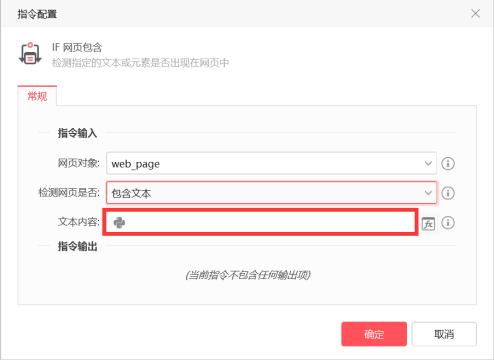 指令配置
IF 网页包含
检测指定的文本或元素是否出现在网页中
常规
指令输入
网页对象: web_page
检测网页是否: 包含文本
文本内容: fx
指令输出
(当前指令不包含任何输出项)
确定 取消